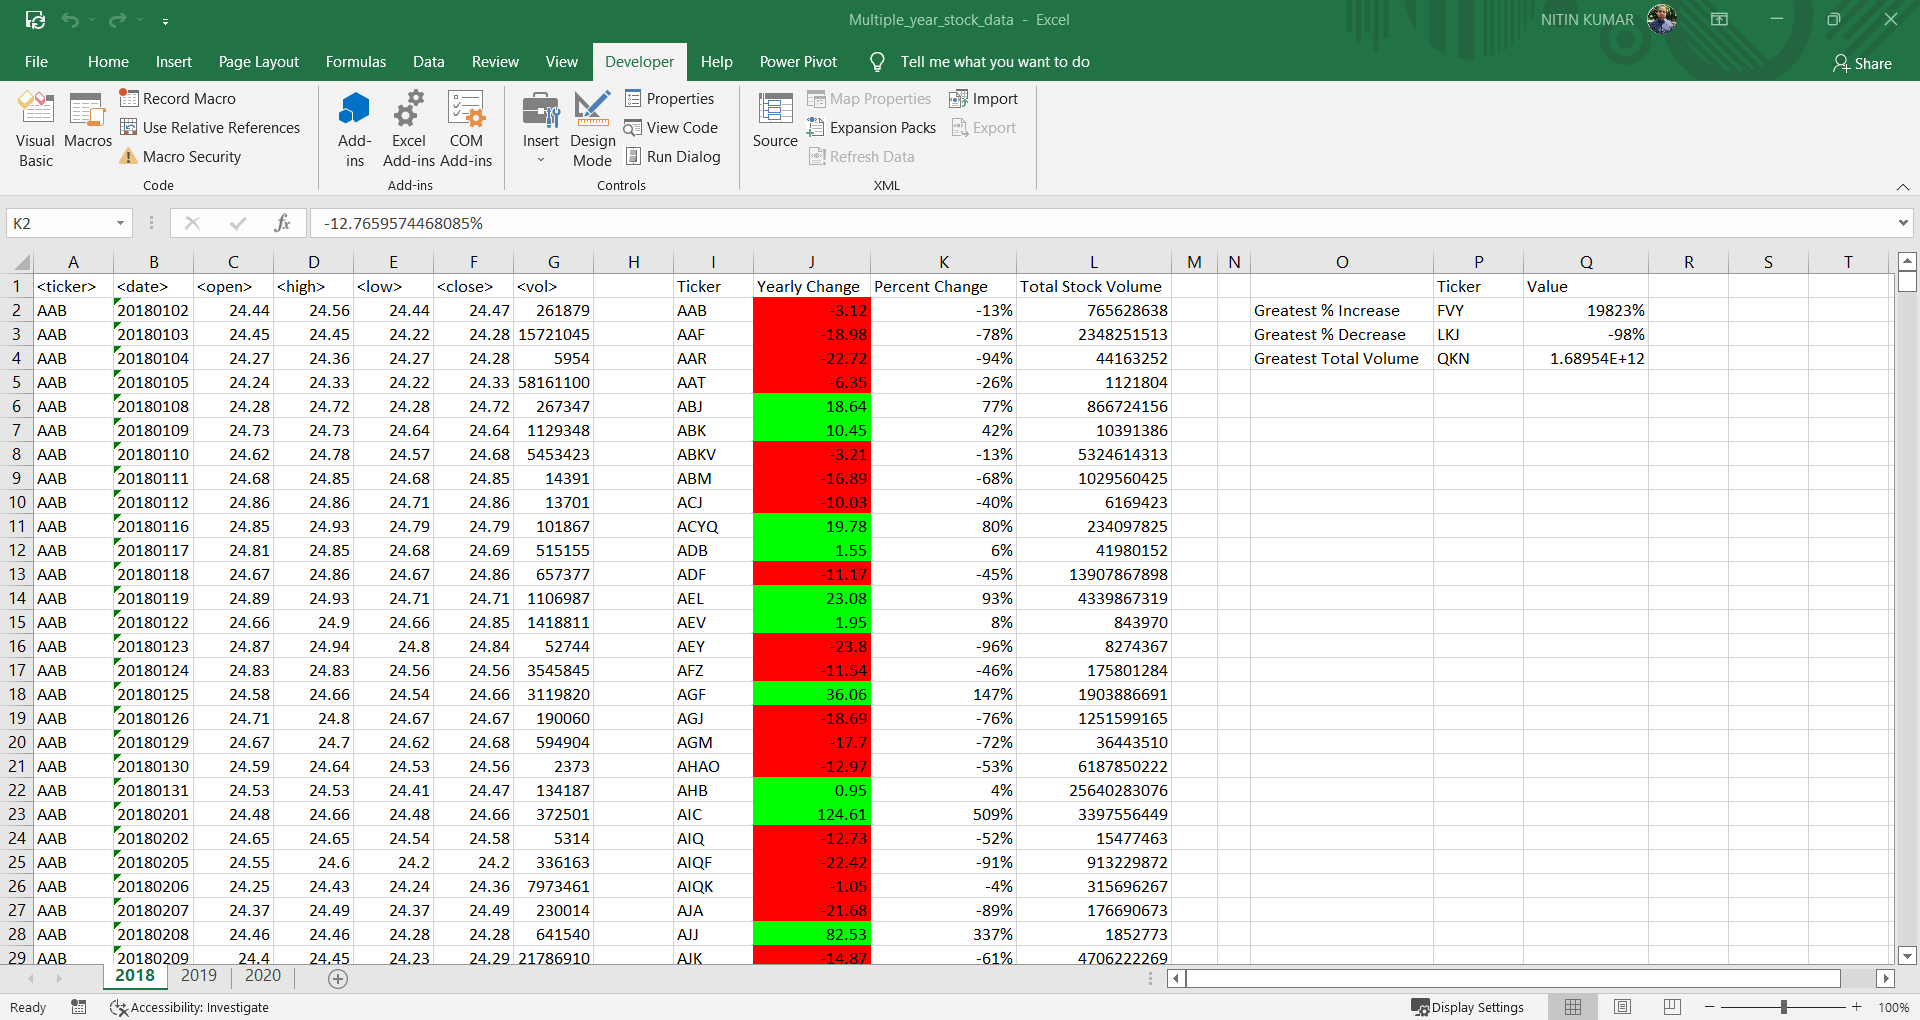 Multiple_year_stock_data - Excel
NITIN KUMAR
File Home Insert Page Layout Formulas Data Review View Developer Help Power Pivot Tell me what you want to do
Share
Visual Basic
Macros
Record Macro
Use Relative References
Macro Security
Code
Add-ins
Excel Add-ins
COM Add-ins
Add-ins
Insert
Design Mode
Properties
View Code
Run Dialog
Controls
Source
Map Properties
Expansion Packs
Refresh Data
Import
Export
XML
K2 fx -12.7659574468085%
A B C D E F G H I J K L M N O P Q R S T
1 <ticker> <date> <open> <high> <low> <close> <vol> Ticker Yearly Change Percent Change Total Stock Volume Ticker Value
2 AAB 20180102 24.44 24.56 24.44 24.47 261879 AAB -3.12 -13% 765628638 Greatest % Increase FVY 19823%
3 AAB 20180103 24.45 24.45 24.22 24.28 15721045 AAF -18.98 -78% 2348251513 Greatest % Decrease LKJ -98%
4 AAB 20180104 24.27 24.36 24.27 24.28 5954 AAR -22.72 -94% 44163252 Greatest Total Volume QKN 1.68954E+12
5 AAB 20180105 24.24 24.33 24.22 24.33 58161100 AAT -6.35 -26% 1121804
6 AAB 20180108 24.28 24.72 24.28 24.72 267347 ABJ 18.64 77% 866724156
7 AAB 20180109 24.73 24.73 24.64 24.64 1129348 ABK 10.45 42% 10391386
8 AAB 20180110 24.62 24.78 24.57 24.68 5453423 ABKV -3.21 -13% 5324614313
9 AAB 20180111 24.68 24.85 24.68 24.85 14391 ABM -16.89 -68% 1029560425
10 AAB 20180112 24.86 24.86 24.71 24.86 13701 ACJ -10.03 -40% 6169423
11 AAB 20180116 24.85 24.93 24.79 24.79 101867 ACYQ 19.78 80% 234097825
12 AAB 20180117 24.81 24.85 24.68 24.69 515155 ADB 1.55 6% 41980152
13 AAB 20180118 24.67 24.86 24.67 24.86 657377 ADF -11.17 -45% 13907867898
14 AAB 20180119 24.89 24.93 24.71 24.71 1106987 AEL 23.08 93% 4339867319
15 AAB 20180122 24.66 24.9 24.66 24.85 1418811 AEV 1.95 8% 843970
16 AAB 20180123 24.87 24.94 24.8 24.84 52744 AEY -23.8 -96% 8274367
17 AAB 20180124 24.83 24.83 24.56 24.56 3545845 AFZ -11.54 -46% 175801284
18 AAB 20180125 24.58 24.66 24.54 24.66 3119820 AGF 36.06 147% 1903886691
19 AAB 20180126 24.71 24.8 24.67 24.67 190060 AGJ -18.69 -76% 1251599165
20 AAB 20180129 24.67 24.7 24.62 24.68 594904 AGM -17.7 -72% 36443510
21 AAB 20180130 24.59 24.64 24.53 24.56 2373 AHAO -12.97 -53% 6187850222
22 AAB 20180131 24.53 24.53 24.41 24.47 134187 AHB 0.95 4% 25640283076
23 AAB 20180201 24.48 24.66 24.48 24.66 372501 AIC 124.61 509% 3397556449
24 AAB 20180202 24.65 24.65 24.54 24.58 5314 AIQ -12.73 -52% 15477463
25 AAB 20180205 24.55 24.6 24.2 24.2 336163 AIQF -22.42 -91% 913229872
26 AAB 20180206 24.25 24.43 24.24 24.36 7973461 AIQK -1.05 -4% 315696267
27 AAB 20180207 24.37 24.49 24.37 24.49 230014 AJA -21.68 -89% 176690673
28 AAB 20180208 24.46 24.46 24.28 24.28 641540 AJJ 82.53 337% 1852773
29 AAB 20180209 24.4 24.45 24.23 24.29 21786910 AJK -14.87 -61% 4706222269
2018 2019 2020
Ready Accessibility: Investigate Display Settings 100%